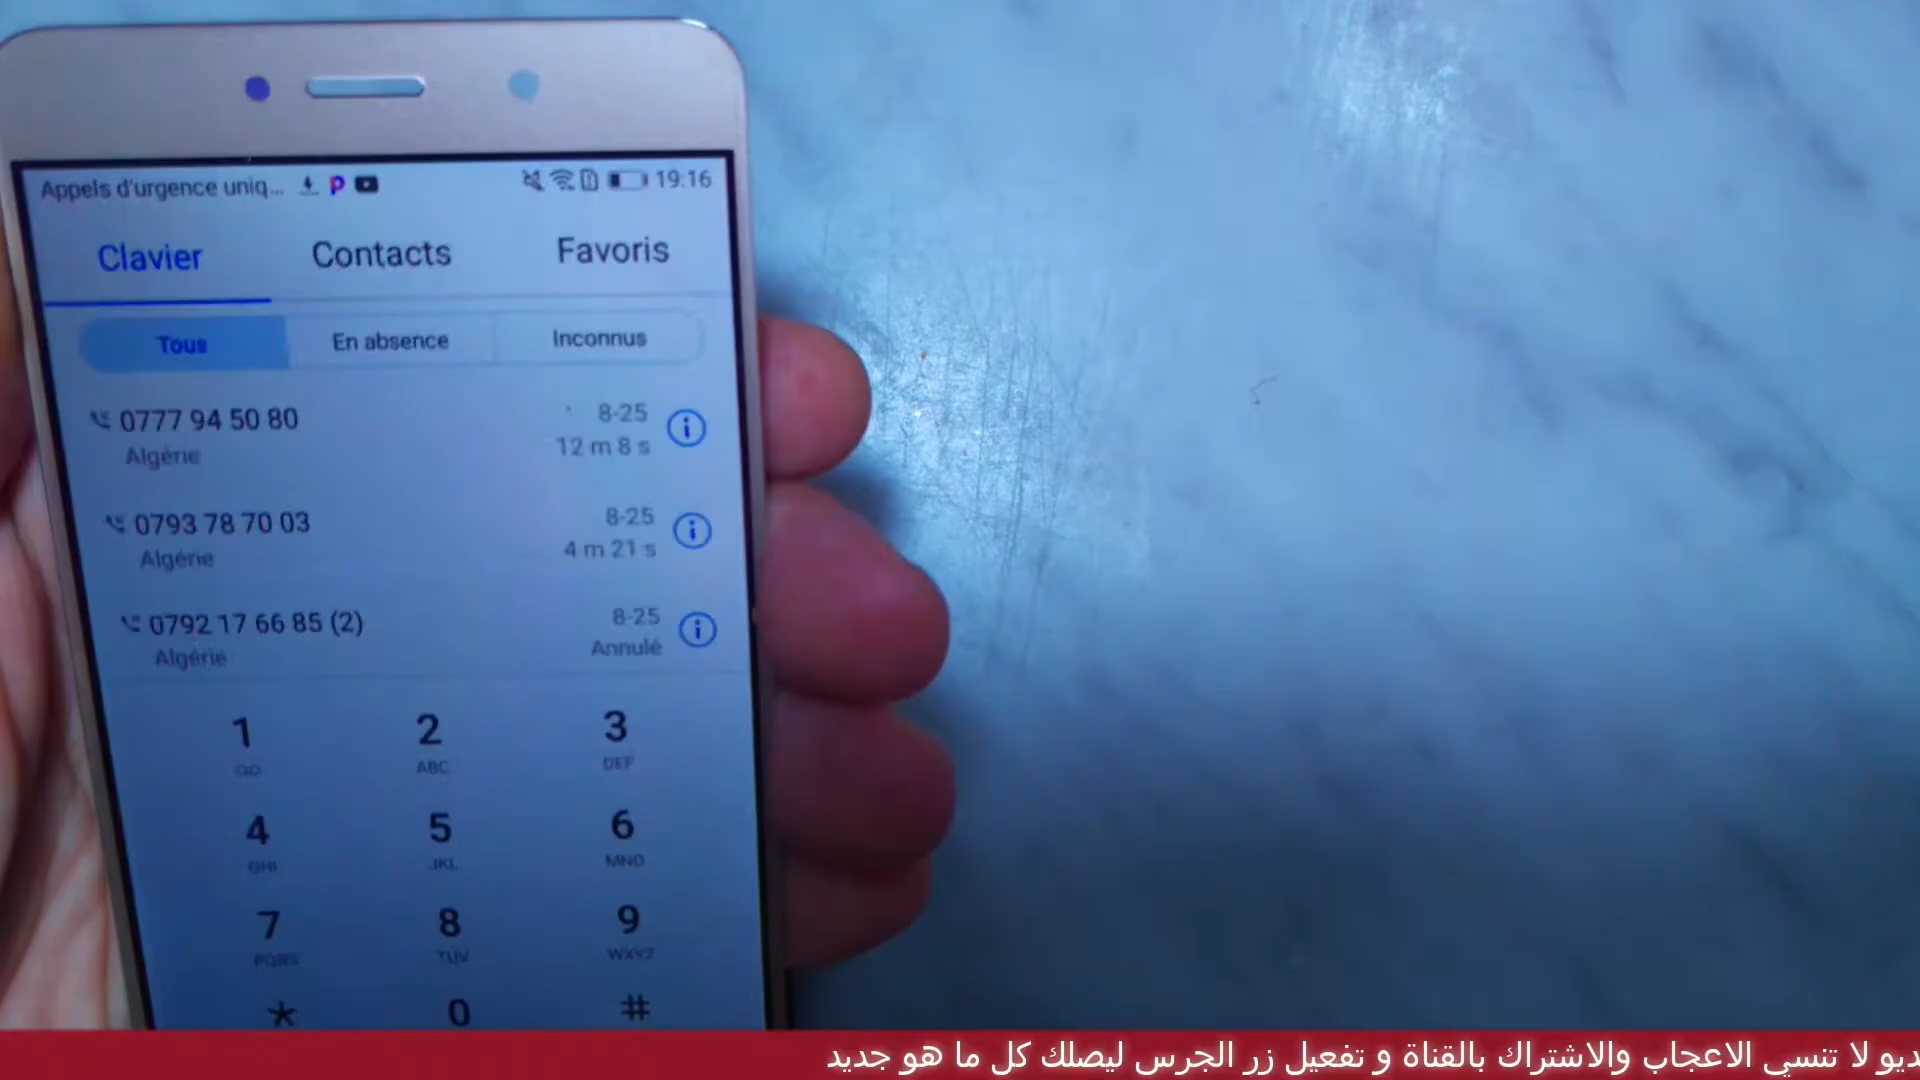 Appels d'urgence uniq... 19:16
Clavier Contacts Favoris
Tous En absence Inconnus
0777 94 50 80 8-25
Algérie 12 m 8 s
0793 78 70 03 8-25
Algérie 4 m 21 s
0792 17 66 85 (2) 8-25
Algérie Annulé
1 2 3
ABC DEF
4 5 6
GHI JKL MNO
7 8 9
PQRS TUV WXYZ
* 0 #
لا تنسى الاعجاب والاشتراك بالقناة و تفعيل زر الجرس ليصلك كل ما هو جديد